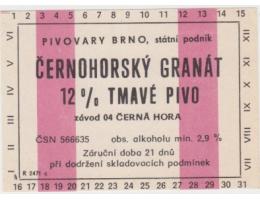 1 2 3 4 5 6 7 8 9 10 11 12 13 14 15
PIVOVARY BRNO, státní podnik
ČERNOHORSKÝ GRANÁT
12 % TMAVÉ PIVO
závod 04 ČERNÁ HORA
ČSN 566635 obs. alkoholu min. 2,9 %
Záruční doba 21 dnů
při dodržení skladovacích podmínek
I II III IV V VI
VII VIII IX X XI XII
R 2471
16 17 18 19 20 21 22 23 24 25 26 27 28 29 30 31